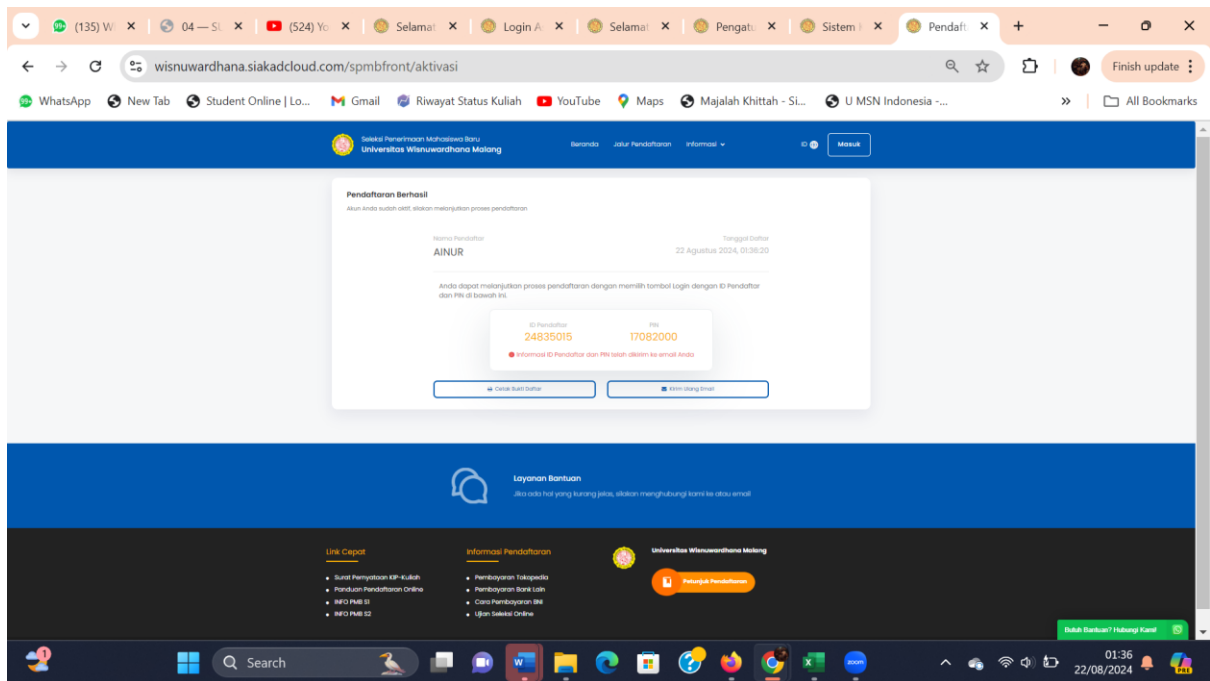 (135) W
04 — SI
(524) Yo
Selamat
Login A
Selamat
Pengatu
Sistem
Pendaft
wisnuwardhana.siakadcloud.com/spmbfront/aktivasi
Finish update
WhatsApp
New Tab
Student Online | Lo...
Gmail
Riwayat Status Kuliah
YouTube
Maps
Majalah Khittah - Si...
U MSN Indonesia -...
»
All Bookmarks
Seleksi Penerimaan Mahasiswa Baru
Universitas Wisnuwardhana Malang
Beranda
Jalur Pendaftaran
Informasi
ID
Masuk
Pendaftaran Berhasil
Akun Anda sudah aktif, silakan melanjutkan proses pendaftaran
Nama Pendaftar
Tanggal Daftar
AINUR
22 Agustus 2024, 01:36:20
Anda dapat melanjutkan proses pendaftaran dengan memilih tombol Login dengan ID Pendaftar
dan PIN di bawah ini.
ID Pendaftar
PIN
24835015
17082000
Informasi ID Pendaftar dan PIN telah dikirim ke email Anda
Cetak Bukti Daftar
Kirim Ulang Email
Layanan Bantuan
Jika ada hal yang kurang jelas, silakan menghubungi kami ke atau email
Link Cepat
Surat Pernyataan KIP-Kuliah
Panduan Pendaftaran Online
INFO PMB S1
INFO PMB S2
Informasi Pendaftaran
Pembayaran Tokopedia
Pembayaran Bank Lain
Cara Pembayaran BNI
Ujian Seleksi Online
Universitas Wisnuwardhana Malang
Petunjuk Pendaftaran
Butuh Bantuan? Hubungi Kami!
1
Search
zoom
01:36
22/08/2024
PRE